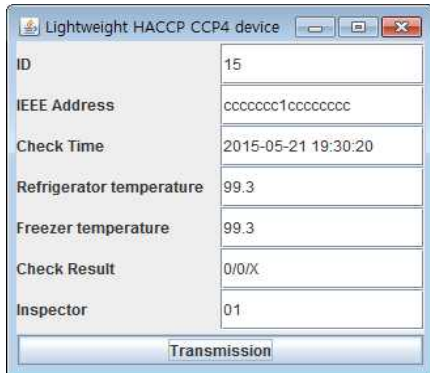 Lightweight HACCP CCP4 device
ID 15
IEEE Address ccccccc1cccccccc
Check Time 2015-05-21 19:30:20
Refrigerator temperature 99.3
Freezer temperature 99.3
Check Result 0/0/X
Inspector 01
Transmission